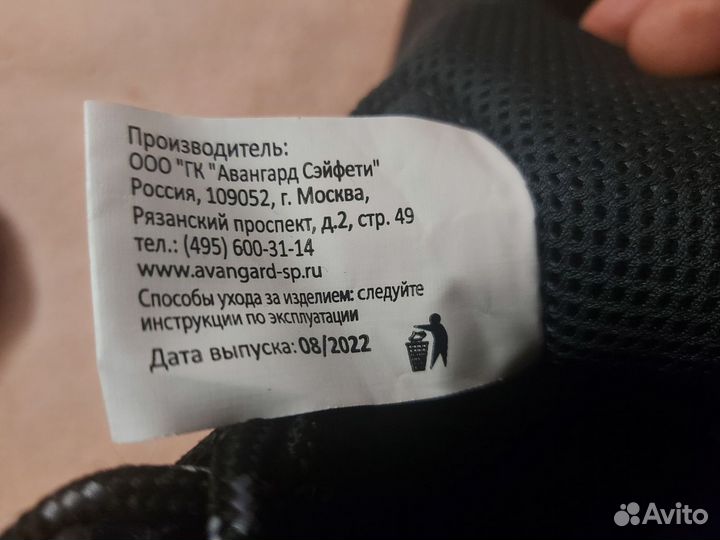 Производитель:
ООО "ГК "Авангард Сэйфети"
Россия, 109052, г. Москва,
Рязанский проспект, д.2, стр. 49
тел.: (495) 600-31-14
www.avangard-sp.ru
Способы ухода за изделием: следуйте
инструкции по эксплуатации
Дата выпуска: 08/2022
Avito